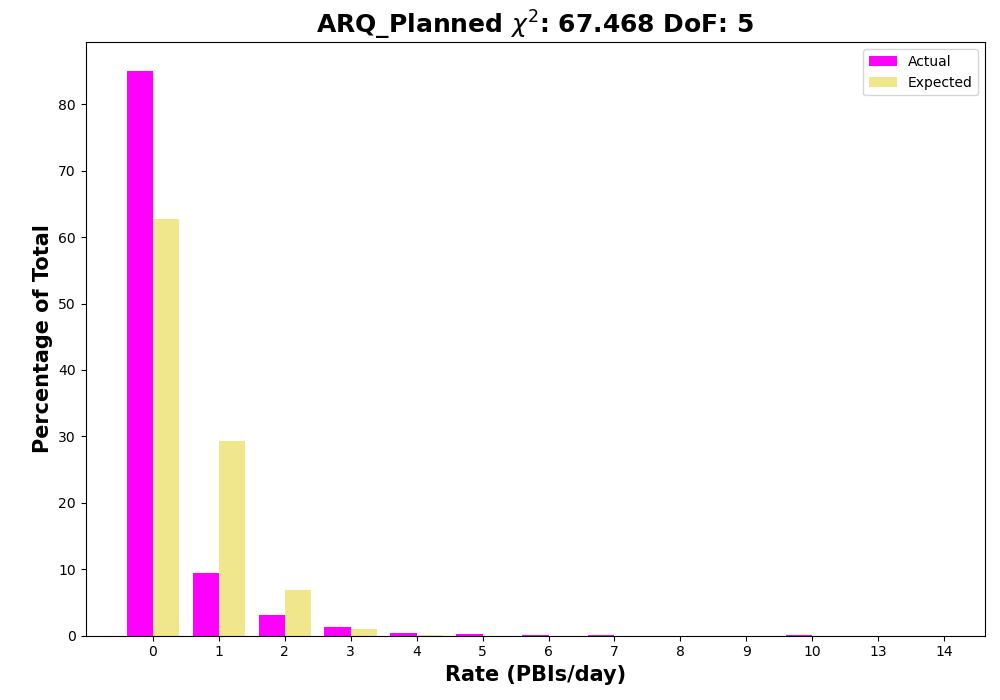 ARQ_Planned χ²: 67.468 DoF: 5
Actual
Expected
Percentage of Total
80
70
60
50
40
30
20
10
0
0 1 2 3 4 5 6 7 8 9 10 13 14
Rate (PBIs/day)